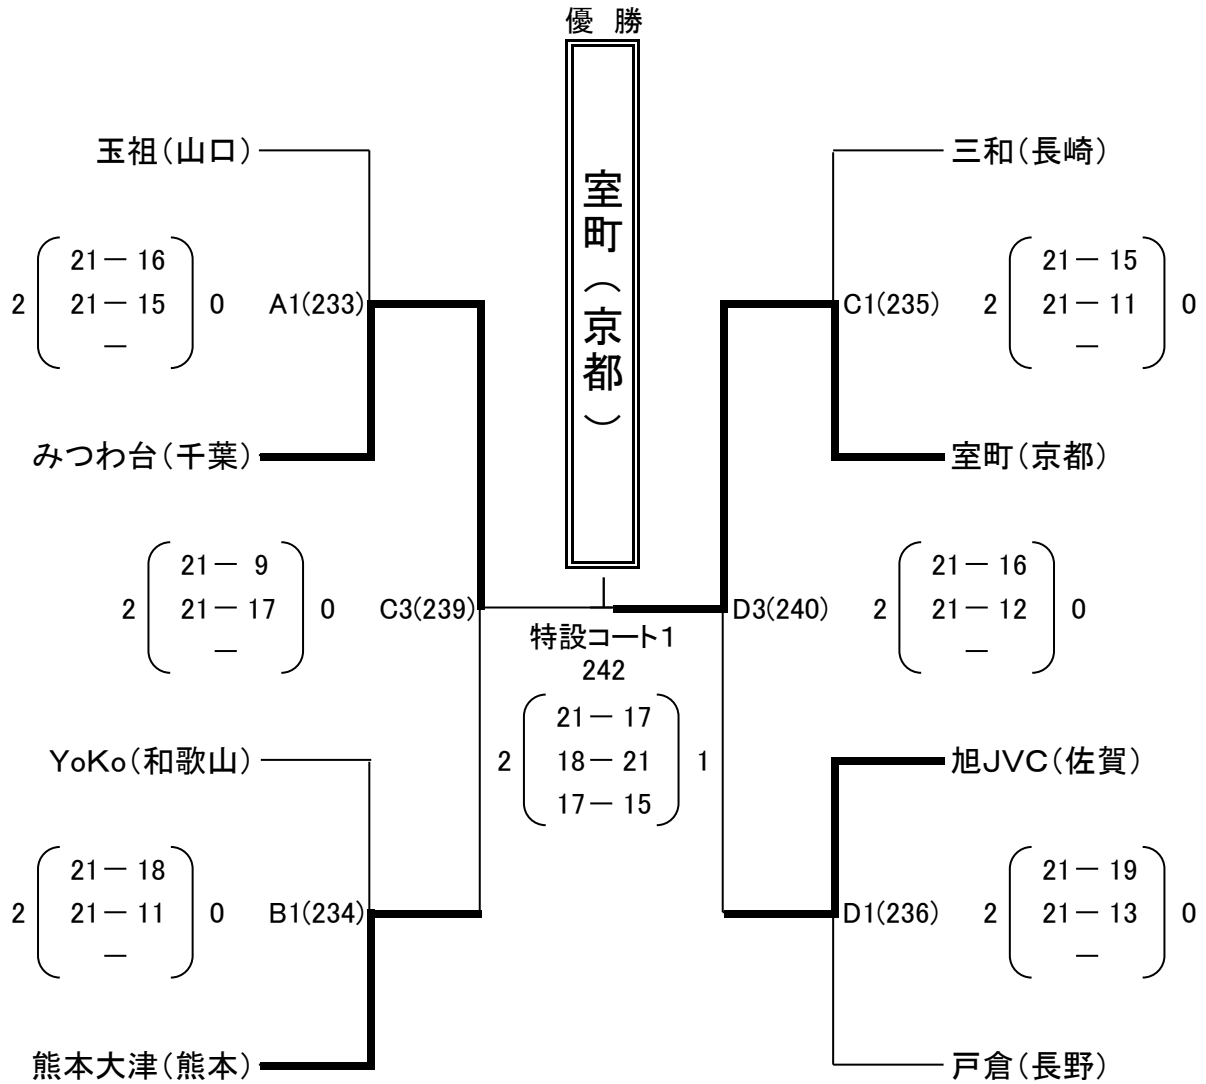 優 勝
室町(京都)
玉祖(山口)
三和(長崎)
21― 16
2 21― 15 0
―
A1(233)
C1(235)
21― 15
2 21― 11 0
―
みつわ台(千葉)
室町(京都)
21― 9
2 21― 17 0
―
C3(239)
D3(240)
21― 16
2 21― 12 0
―
特設コート1
242
21― 17
2 18― 21 1
17― 15
YoKo(和歌山)
旭JVC(佐賀)
21― 18
2 21― 11 0
―
B1(234)
D1(236)
21― 19
2 21― 13 0
―
熊本大津(熊本)
戸倉(長野)